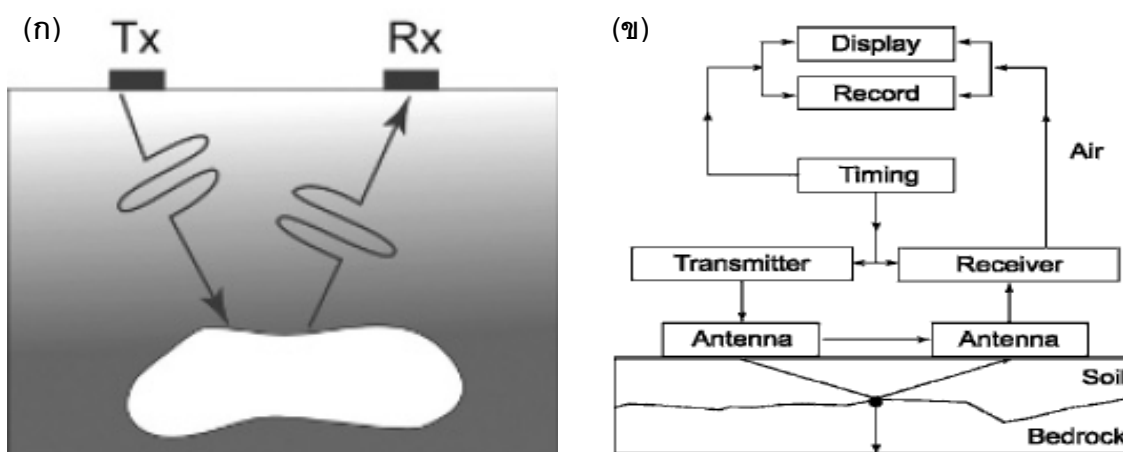 (ก)
Tx
Rx
(ข)
Display
Record
Air
Timing
Transmitter
Receiver
Antenna
Antenna
Soil
Bedrock